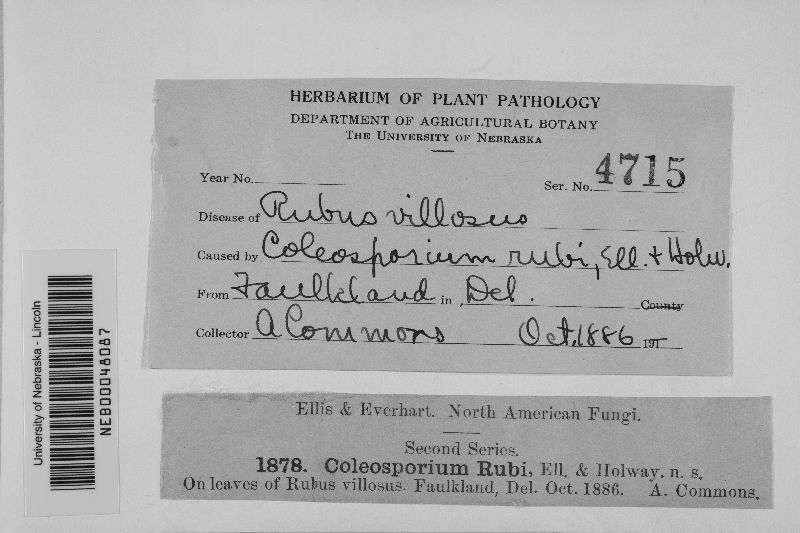 HERBARIUM OF PLANT PATHOLOGY
DEPARTMENT OF AGRICULTURAL BOTANY
THE UNIVERSITY OF NEBRASKA
Year No.
Ser. No. 4715
Disease of Rubus villosus
Caused by Coleosporium rubi, Ell. + Holw.
From Faulkland in, Del. County
Collector A Commons Oct. 1886 191
University of Nebraska - Lincoln
NEB00048087
Ellis & Everhart. North American Fungi.
Second Series.
1878. Coleosporium Rubi, Ell. & Holway. n. s.
On leaves of Rubus villosus. Faulkland, Del. Oct. 1886. A. Commons.